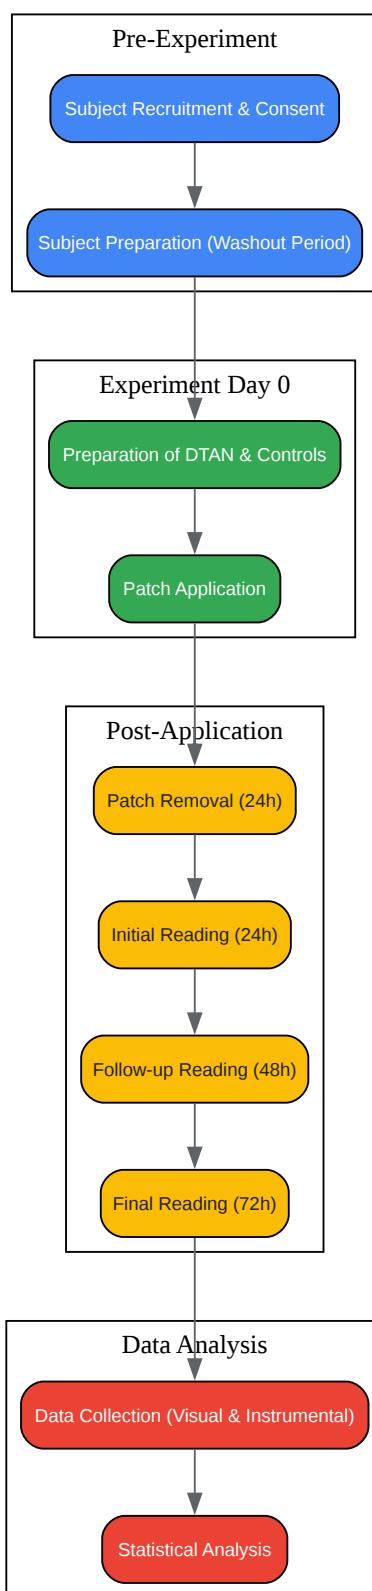 Pre-Experiment
Subject Recruitment & Consent
Subject Preparation (Washout Period)
Experiment Day 0
Preparation of DTAN & Controls
Patch Application
Post-Application
Patch Removal (24h)
Initial Reading (24h)
Follow-up Reading (48h)
Final Reading (72h)
Data Analysis
Data Collection (Visual & Instrumental)
Statistical Analysis